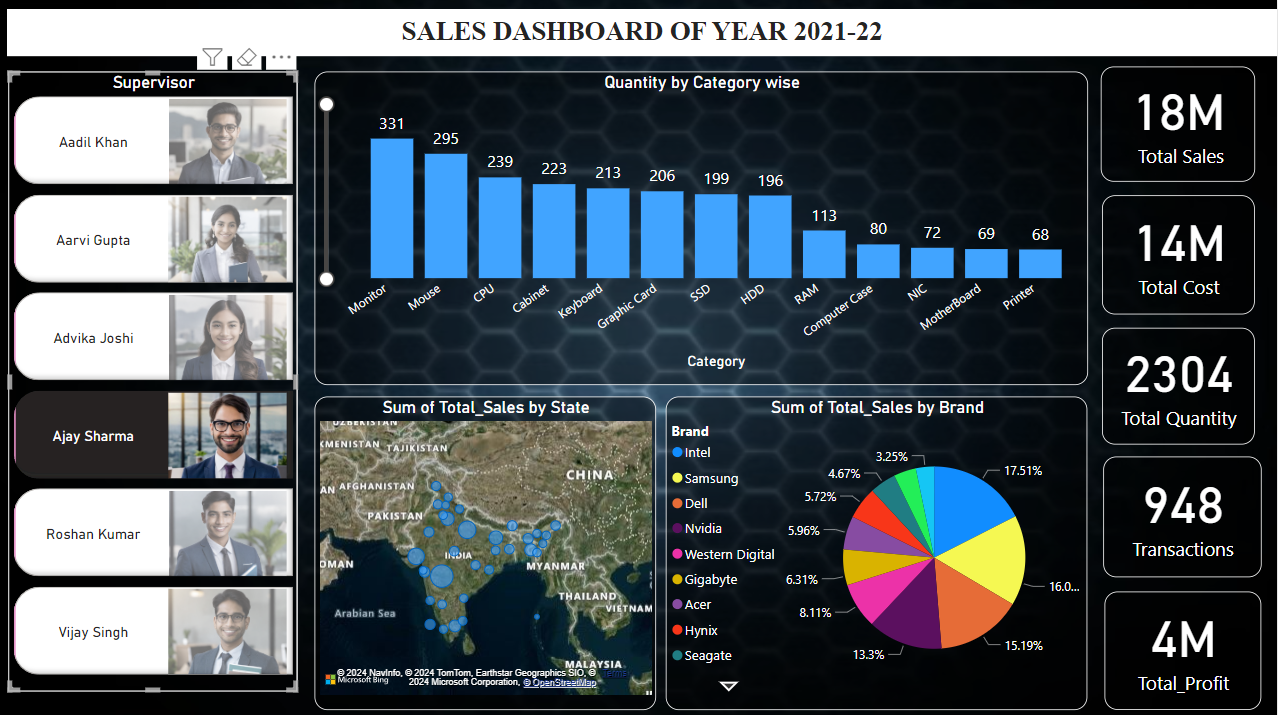 SALES DASHBOARD OF YEAR 2021-22
Supervisor
Aadil Khan
Aarvi Gupta
Advika Joshi
Ajay Sharma
Roshan Kumar
Vijay Singh
Quantity by Category wise
331
295
239
223
213
206
199
196
113
80
72
69
68
Monitor
Mouse
CPU
Cabinet
Keyboard
Graphic Card
SSD
HDD
RAM
Computer Case
NIC
MotherBoard
Printer
Category
Sum of Total_Sales by State
UZBEKISTAN
KMENISTAN
TAJIKISTAN
CHINA
AN
AFGHANISTAN
PAKISTAN
OMAN
INDIA
MYANMAR
THAILAND
VIETNAM
Arabian Sea
MALAYSIA
© 2024 NavInfo, © 2024 TomTom, Earthstar Geographics SIO, ©
2024 Microsoft Corporation, © OpenStreetMap
Microsoft Bing
Sum of Total_Sales by Brand
Brand
Intel
Samsung
Dell
Nvidia
Western Digital
Gigabyte
Acer
Hynix
Seagate
17.51%
16.0...
15.19%
13.3%
8.11%
6.31%
5.96%
5.72%
4.67%
3.25%
18M
Total Sales
14M
Total Cost
2304
Total Quantity
948
Transactions
4M
Total_Profit